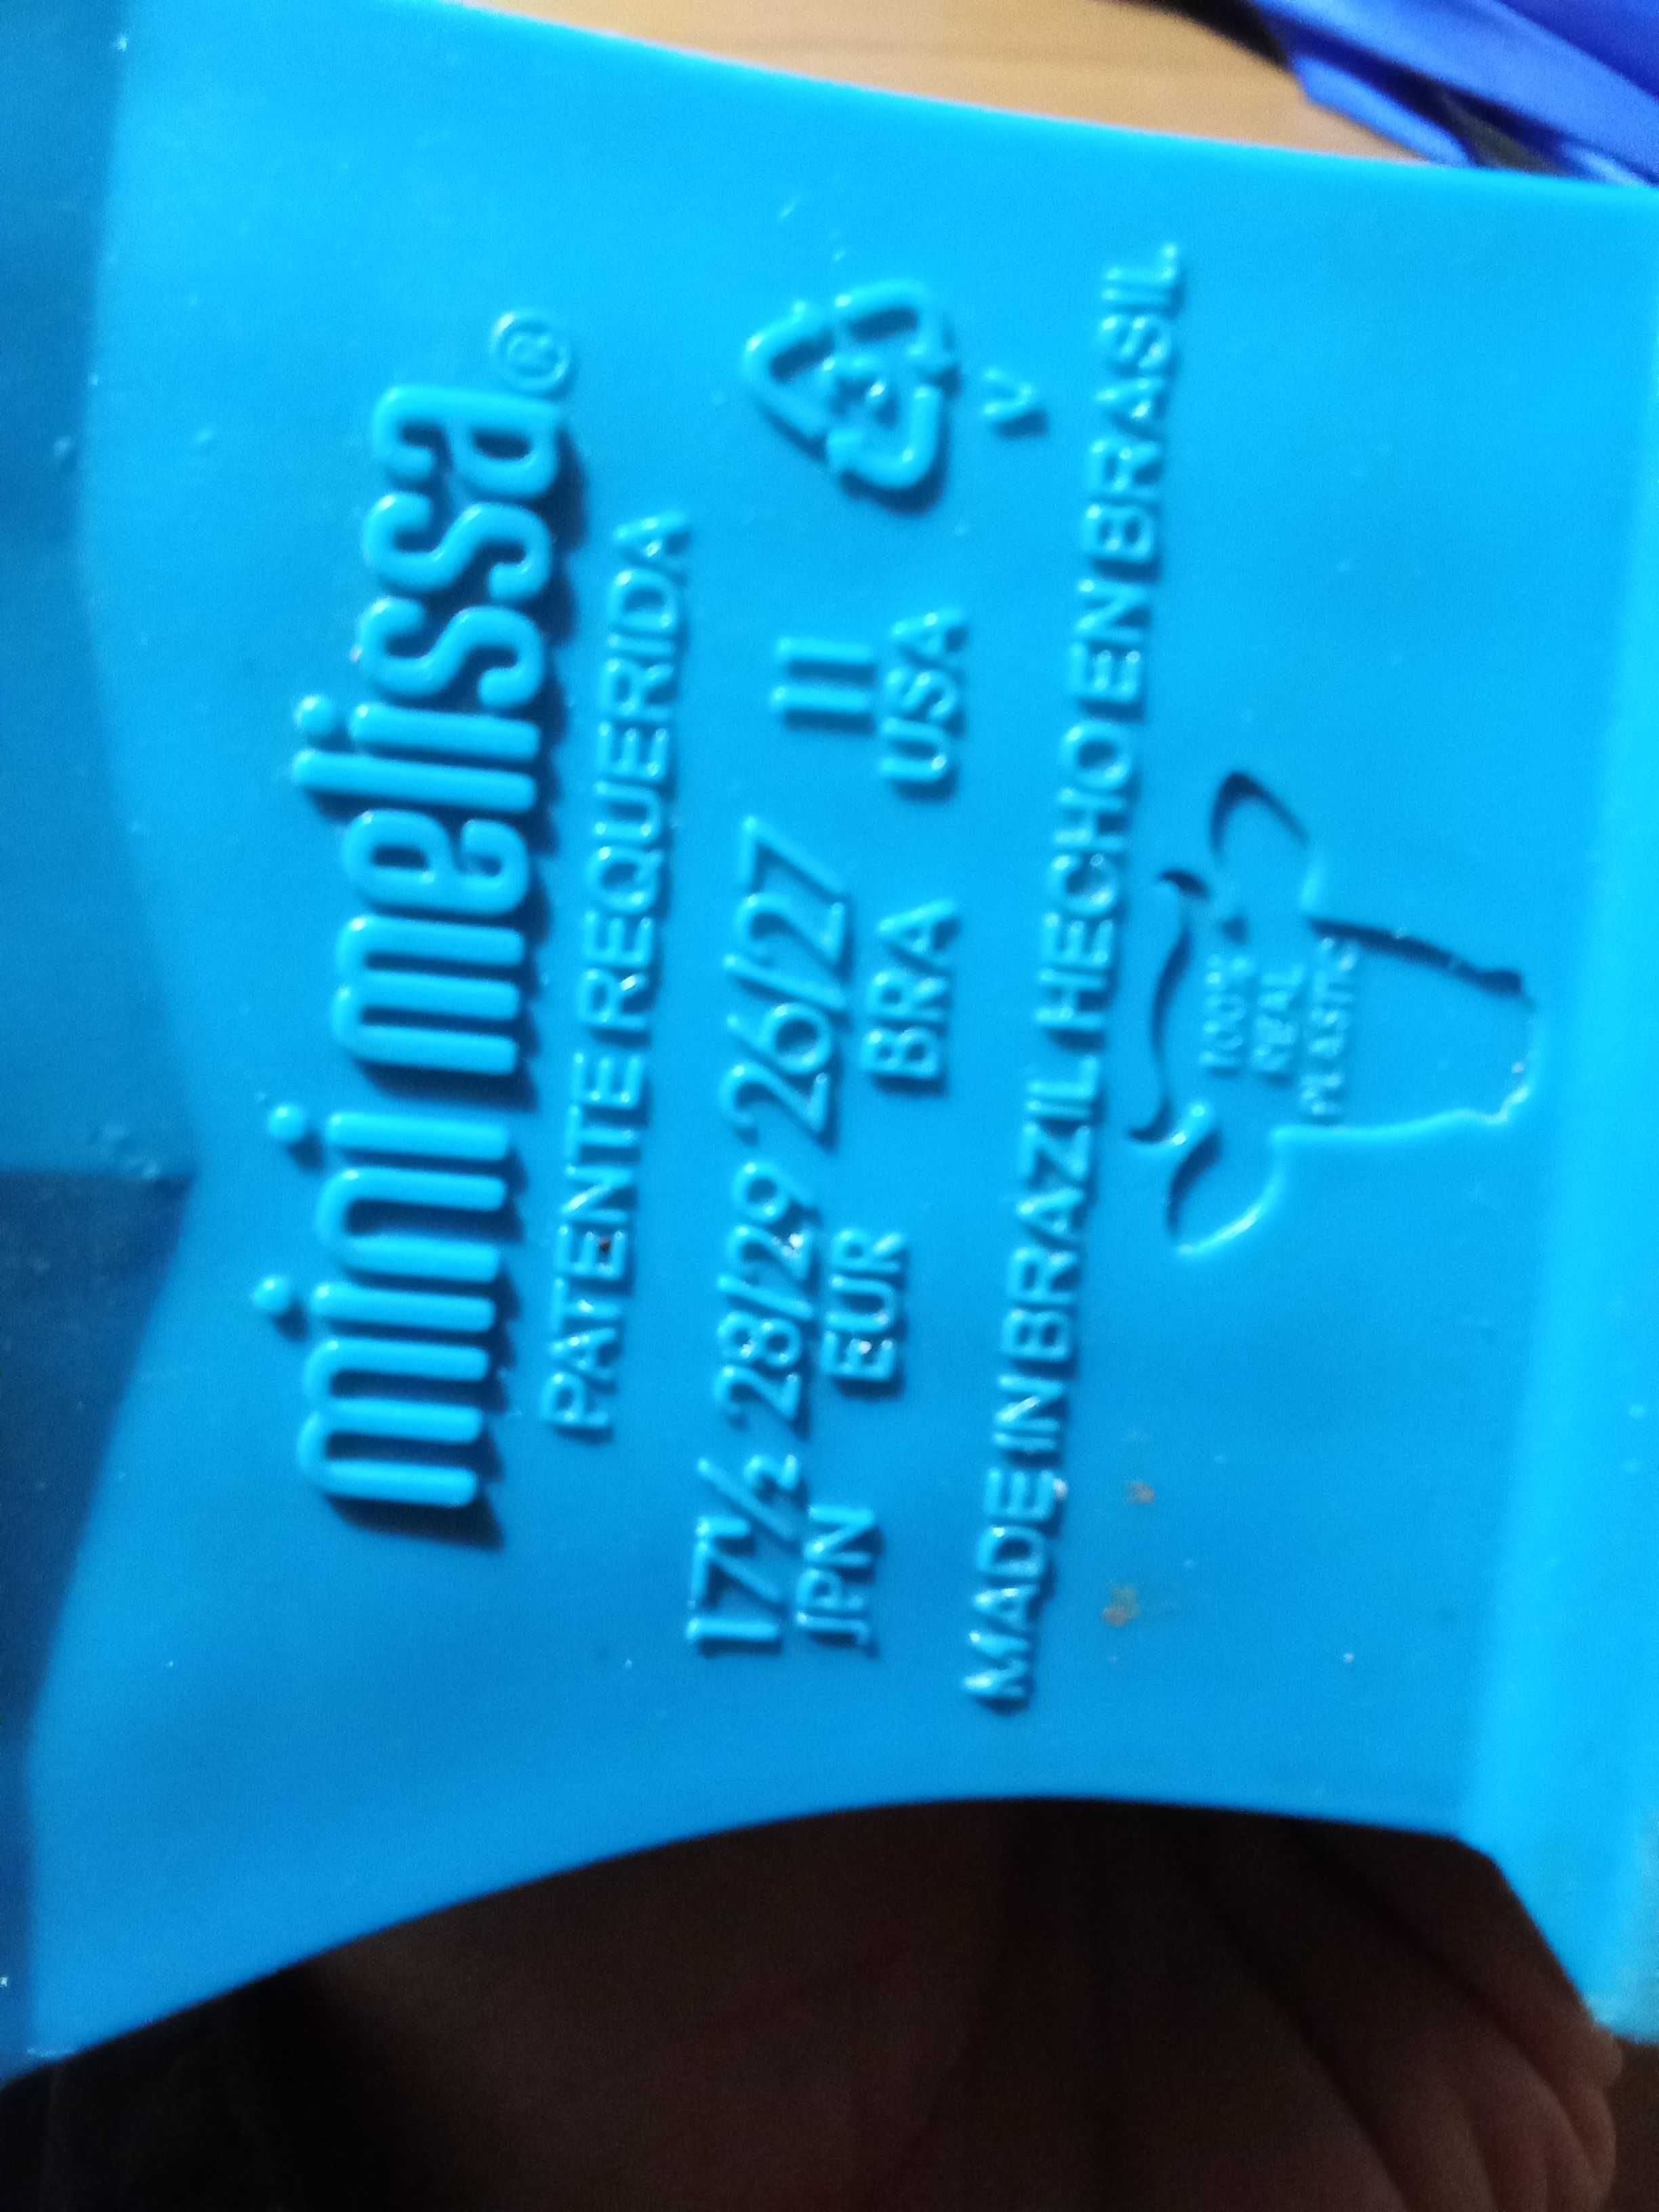 mini melissa®
PATENTE REQUERIDA
17½ 28/29 26/27 11
JPN EUR BRA USA
3
V
MADE IN BRAZIL HECHO EN BRASIL
100%
REAL
PLASTIC